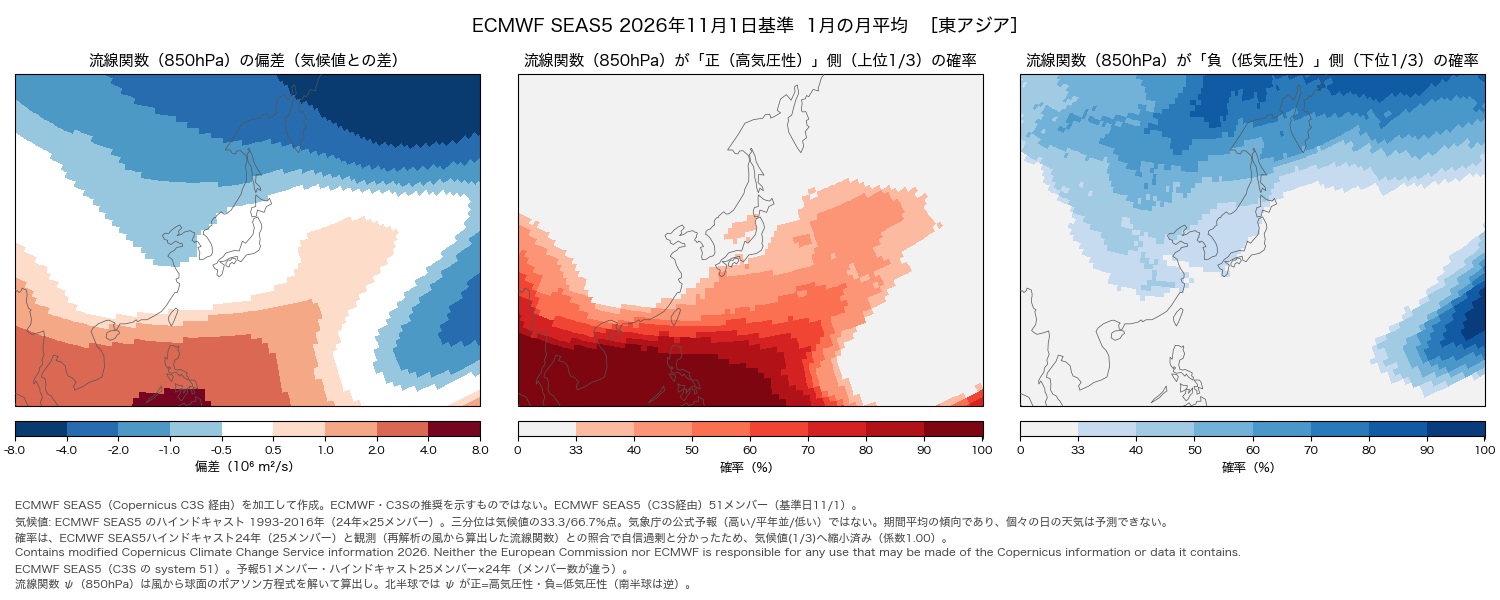 ECMWF SEAS5 2026年11月1日基準 1月の月平均 ［東アジア］
流線関数（850hPa）の偏差（気候値との差）
流線関数（850hPa）が「正（高気圧性）」側（上位1/3）の確率
流線関数（850hPa）が「負（低気圧性）」側（下位1/3）の確率
-8.0 -4.0 -2.0 -1.0 -0.5 0.5 1.0 2.0 4.0 8.0
偏差（10⁶ m²/s）
0 33 40 50 60 70 80 90 100
確率（%）
0 33 40 50 60 70 80 90 100
確率（%）
ECMWF SEAS5（Copernicus C3S 経由）を加工して作成。ECMWF・C3Sの推奨を示すものではない。ECMWF SEAS5（C3S経由）51メンバー（基準日11/1）。
気候値: ECMWF SEAS5 のハインドキャスト 1993-2016年（24年×25メンバー）。三分位は気候値の33.3/66.7%点。気象庁の公式予報（高い/平年並/低い）ではない。期間平均の傾向であり、個々の日の天気は予測できない。
確率は、ECMWF SEAS5ハインドキャスト24年（25メンバー）と観測（再解析の風から算出した流線関数）との照合で自信過剰と分かったため、気候値(1/3)へ縮小済み（係数1.00）。
Contains modified Copernicus Climate Change Service information 2026. Neither the European Commission nor ECMWF is responsible for any use that may be made of the Copernicus information or data it contains.
ECMWF SEAS5（C3S の system 51）。予報51メンバー・ハインドキャスト25メンバー×24年（メンバー数が違う）。
流線関数 ψ（850hPa）は風から球面のポアソン方程式を解いて算出し。北半球では ψ が正=高気圧性・負=低気圧性（南半球は逆）。